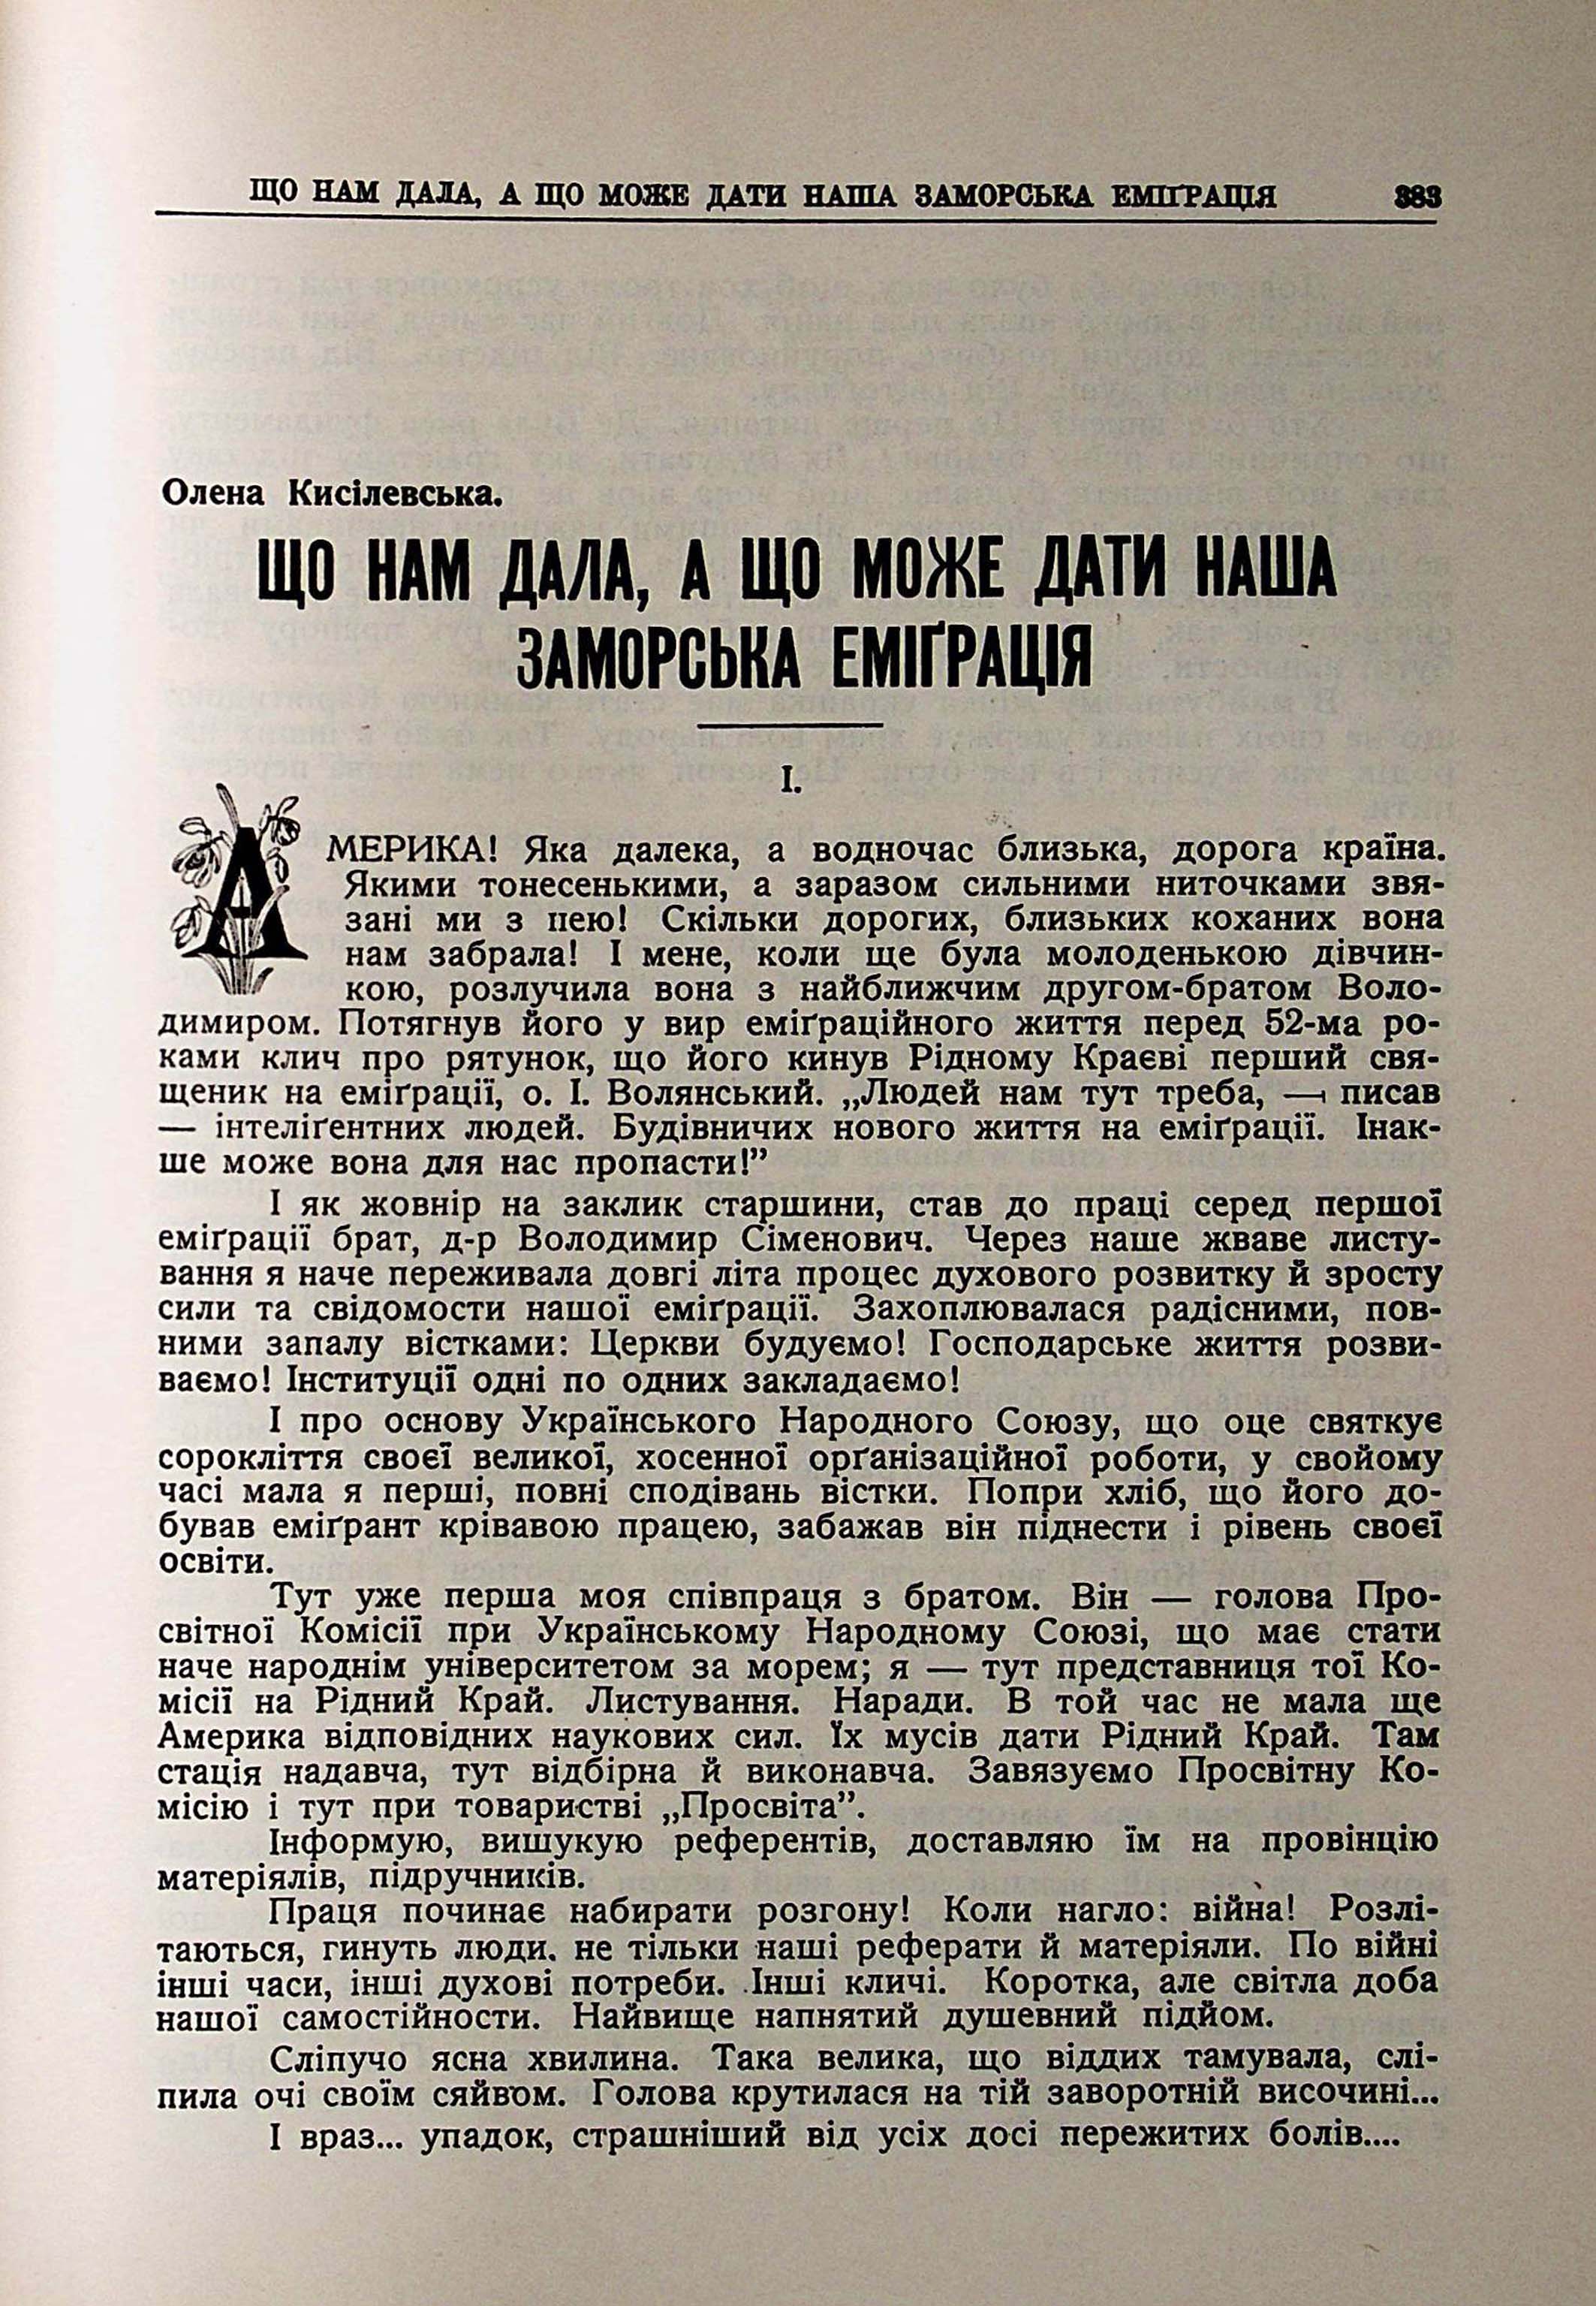 ЩО НАМ ДАЛА, А ЩО МОЖЕ ДАТИ НАША ЗАМОРСЬКА ЕМІҐРАЦІЯ 383
Олена Кисілевська.
ЩО НАМ ДАЛА, А ЩО МОЖЕ ДАТИ НАША
ЗАМОРСЬКА ЕМІҐРАЦІЯ
I.
АМЕРИКА! Яка далека, а водночас близька, дорога країна.
Якими тонесенькими, а заразом сильними ниточками звя-
зані ми з нею! Скільки дорогих, близьких коханих вона
нам забрала! І мене, коли ще була молоденькою дівчин-
кою, розлучила вона з найближчим другом-братом Воло-
димиром. Потягнув його у вир еміґраційного життя перед 52-ма ро-
ками клич про рятунок, що його кинув Рідному Краєві перший свя-
щеник на еміґрації, о. І. Волянський. „Людей нам тут треба, — писав
— інтеліґентних людей. Будівничих нового життя на еміґрації. Інак-
ше може вона для нас пропасти!”
І як жовнір на заклик старшини, став до праці серед першої
еміґрації брат, д-р Володимир Сіменович. Через наше жваве листу-
вання я наче переживала довгі літа процес духового розвитку й зросту
сили та свідомости нашої еміґрації. Захоплювалася радісними, пов-
ними запалу вістками: Церкви будуємо! Господарське життя розви-
ваємо! Інституції одні по одних закладаємо!
І про основу Українського Народного Союзу, що оце святкує
сорокліття своєї великої, хосенної орґанізаційної роботи, у свойому
часі мала я перші, повні сподівань вістки. Попри хліб, що його до-
бував еміґрант крівавою працею, забажав він піднести і рівень своєї
освіти.
Тут уже перша моя співпраця з братом. Він — голова Про-
світної Комісії при Українському Народному Союзі, що має стати
наче народнім університетом за морем; я — тут представниця тої Ко-
місії на Рідний Край. Листування. Наради. В той час не мала ще
Америка відповідних наукових сил. Їх мусів дати Рідний Край. Там
стація надавча, тут відбірна й виконавча. Завязуємо Просвітну Ко-
місію і тут при товаристві „Просвіта”.
Інформую, вишукую референтів, доставляю їм на провінцію
матеріялів, підручників.
Праця починає набирати розгону! Коли нагло: війна! Розлі-
таються, гинуть люди. не тільки наші реферати й матеріяли. По війні
інші часи, інші духові потреби. Інші кличі. Коротка, але світла доба
нашої самостійности. Найвище напнятий душевний підйом.
Сліпучо ясна хвилина. Така велика, що віддих тамувала, слі-
пила очі своїм сяйвом. Голова крутилася на тій заворотній височині...
І враз... упадок, страшніший від усіх досі пережитих болів....